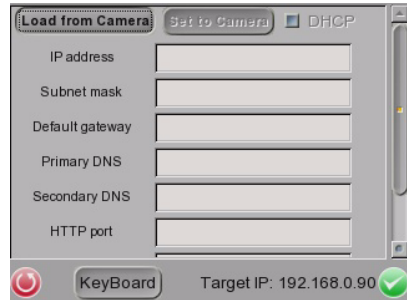 Load from Camera Set to Camera DHCP
IP address
Subnet mask
Default gateway
Primary DNS
Secondary DNS
HTTP port
KeyBoard Target IP: 192.168.0.90